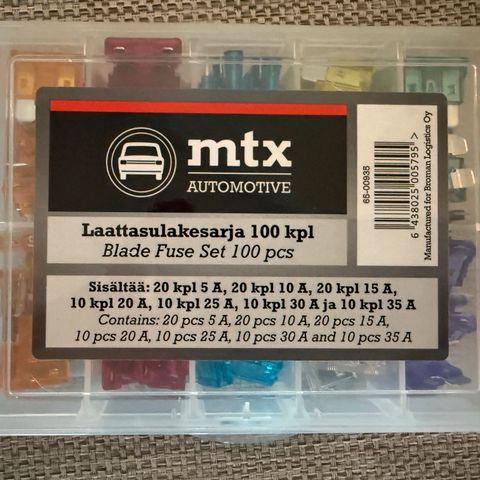 mtx
AUTOMOTIVE
Laattasulakesarja 100 kpl
Blade Fuse Set 100 pcs
Sisältää: 20 kpl 5 A, 20 kpl 10 A, 20 kpl 15 A,
10 kpl 20 A, 10 kpl 25 A, 10 kpl 30 A ja 10 kpl 35 A
Contains: 20 pcs 5 A, 20 pcs 10 A, 20 pcs 15 A,
10 pcs 20 A, 10 pcs 25 A, 10 pcs 30 A and 10 pcs 35 A
65-00935
6 438025 005795 >
Manufactured for Broman Logistics Oy